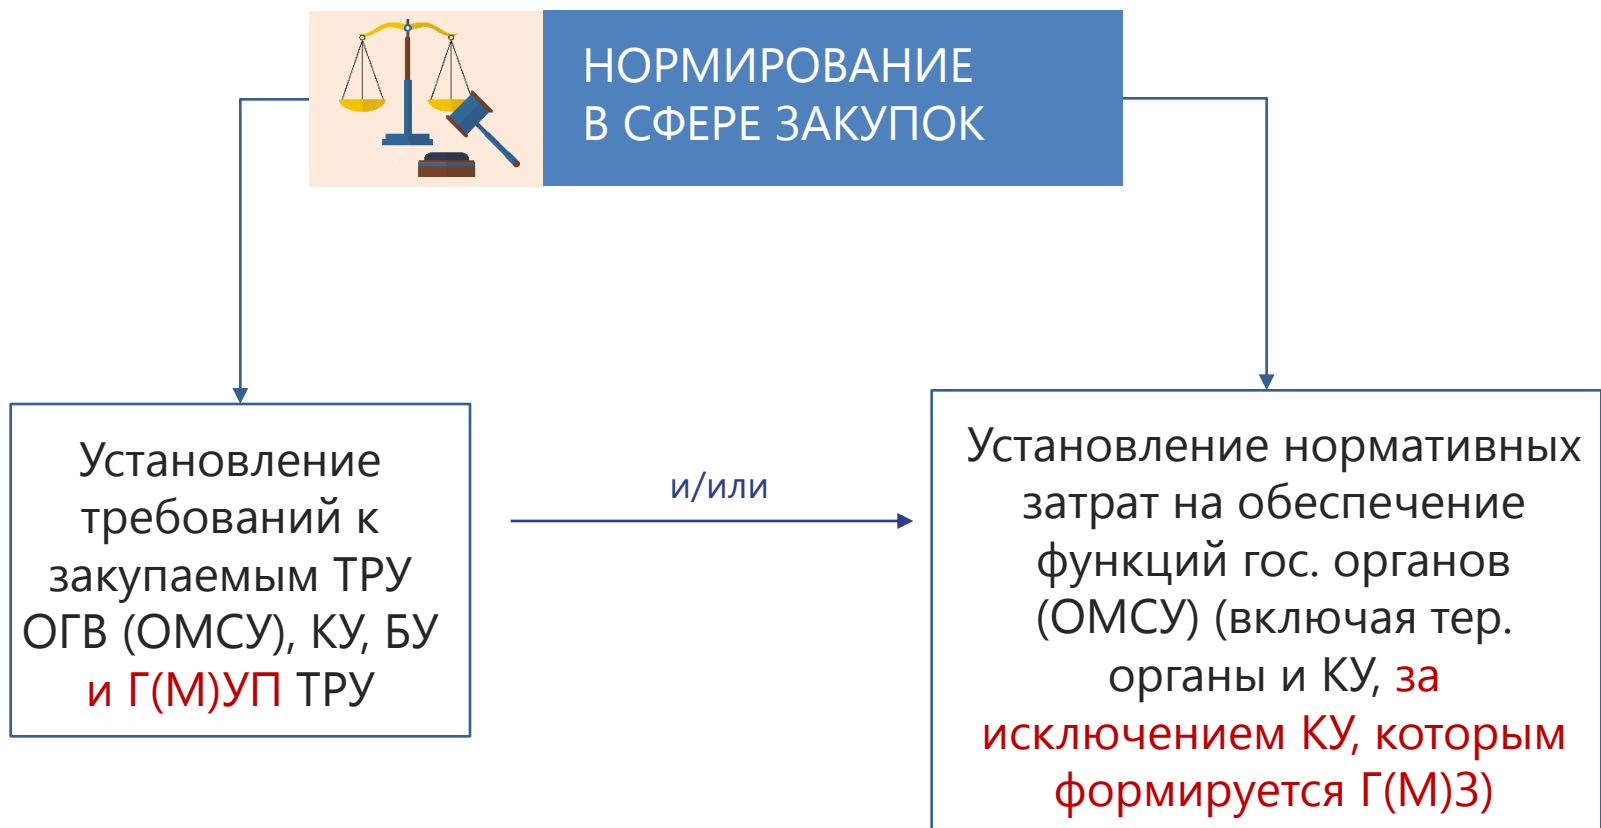 НОРМИРОВАНИЕ
В СФЕРЕ ЗАКУПОК
Установление
требований к
закупаемым ТРУ
ОГВ (ОМСУ), КУ, БУ
и Г(М)УП ТРУ
и/или
Установление нормативных
затрат на обеспечение
функций гос. органов
(ОМСУ) (включая тер.
органы и КУ, за
исключением КУ, которым
формируется Г(М)З)